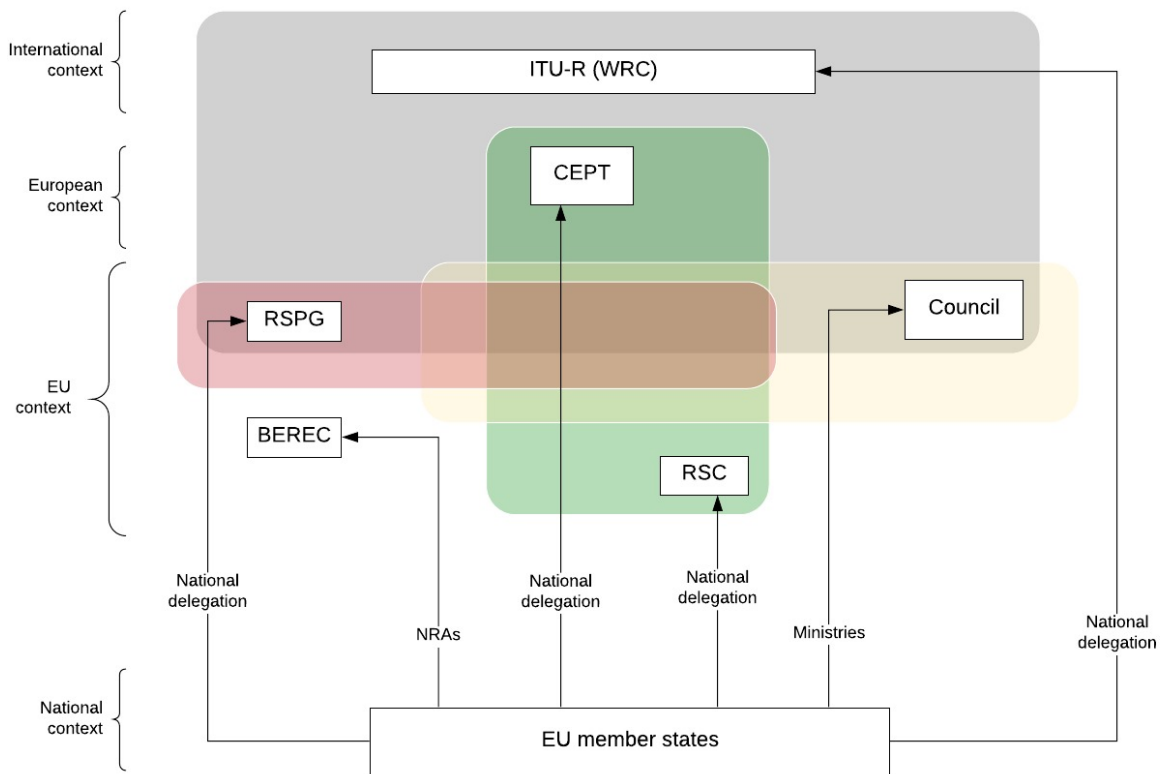 International
context
ITU-R (WRC)
European
context
CEPT
EU
context
RSPG
Council
BEREC
RSC
National
delegation
NRAs
National
delegation
National
delegation
Ministries
National
delegation
National
context
EU member states